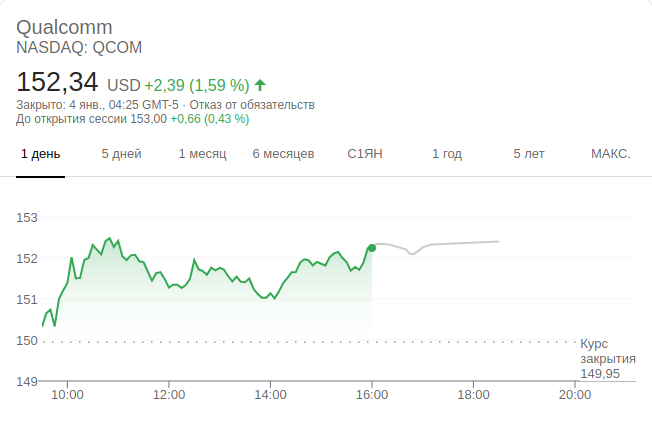 Qualcomm
NASDAQ: QCOM
152,34 USD +2,39 (1,59 %)
Закрыто: 4 янв., 04:25 GMT-5 · Отказ от обязательств
До открытия сессии 153,00 +0,66 (0,43 %)
1 день 5 дней 1 месяц 6 месяцев С1ЯН 1 год 5 лет МАКС.
153
152
151
150
Курс
закрытия
149,95
149
10:00 12:00 14:00 16:00 18:00 20:00